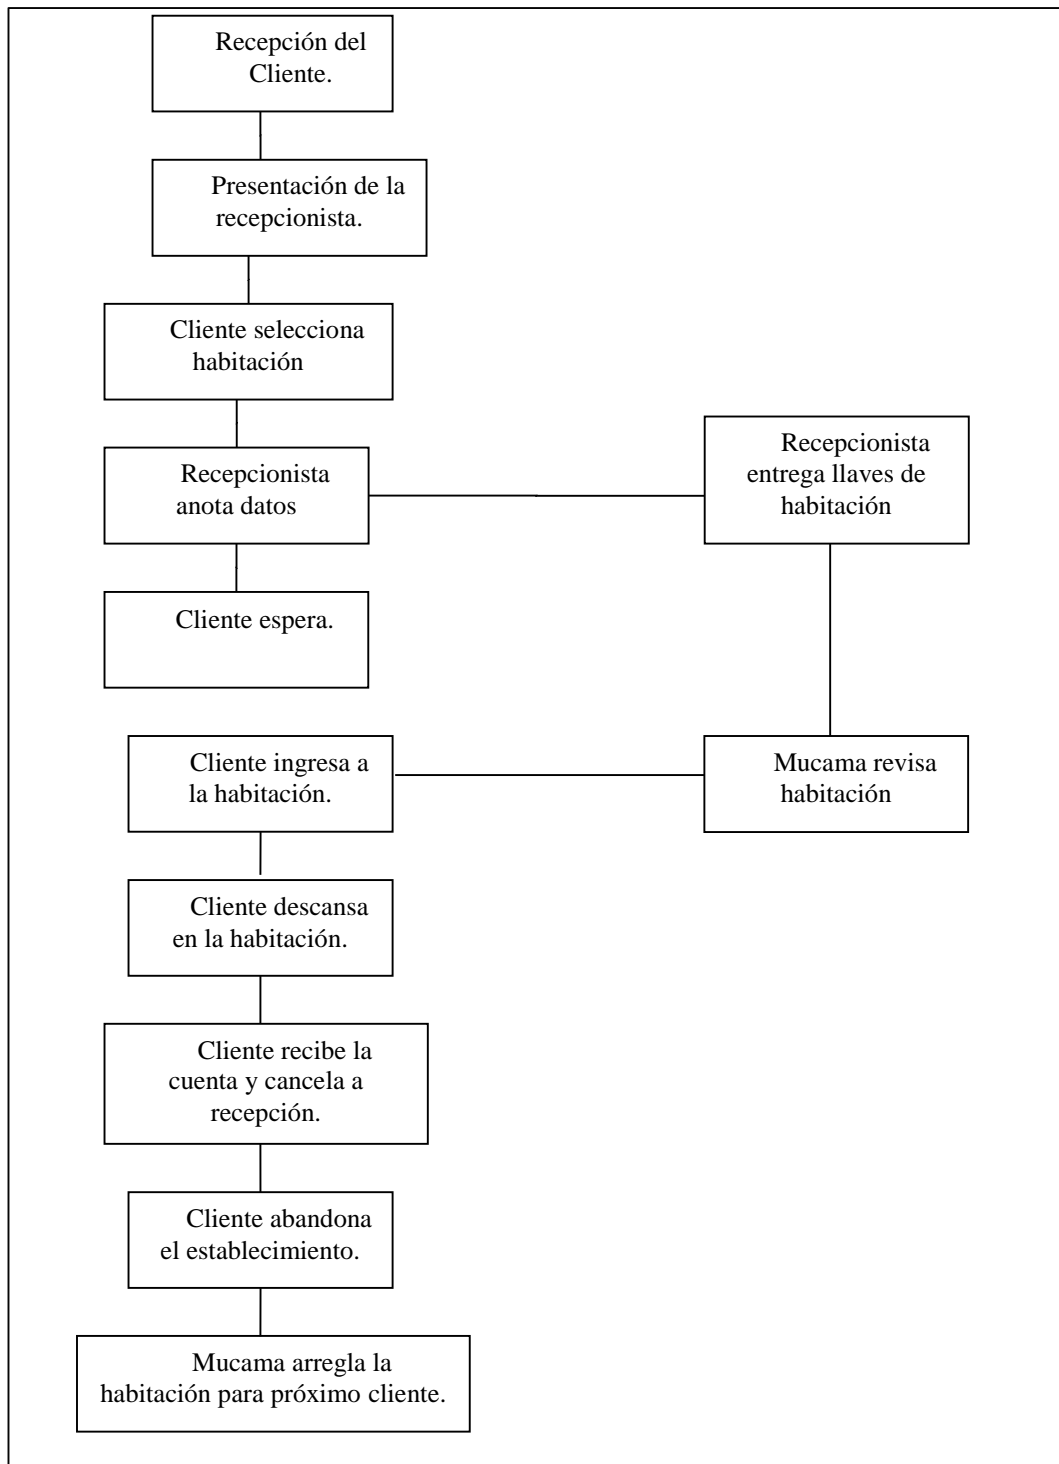 Recepción del
Cliente.
Presentación de la
recepcionista.
Cliente selecciona
habitación
Recepcionista
anota datos
Recepcionista
entrega llaves de
habitación
Cliente espera.
Cliente ingresa a
la habitación.
Mucama revisa
habitación
Cliente descansa
en la habitación.
Cliente recibe la
cuenta y cancela a
recepción.
Cliente abandona
el establecimiento.
Mucama arregla la
habitación para próximo cliente.